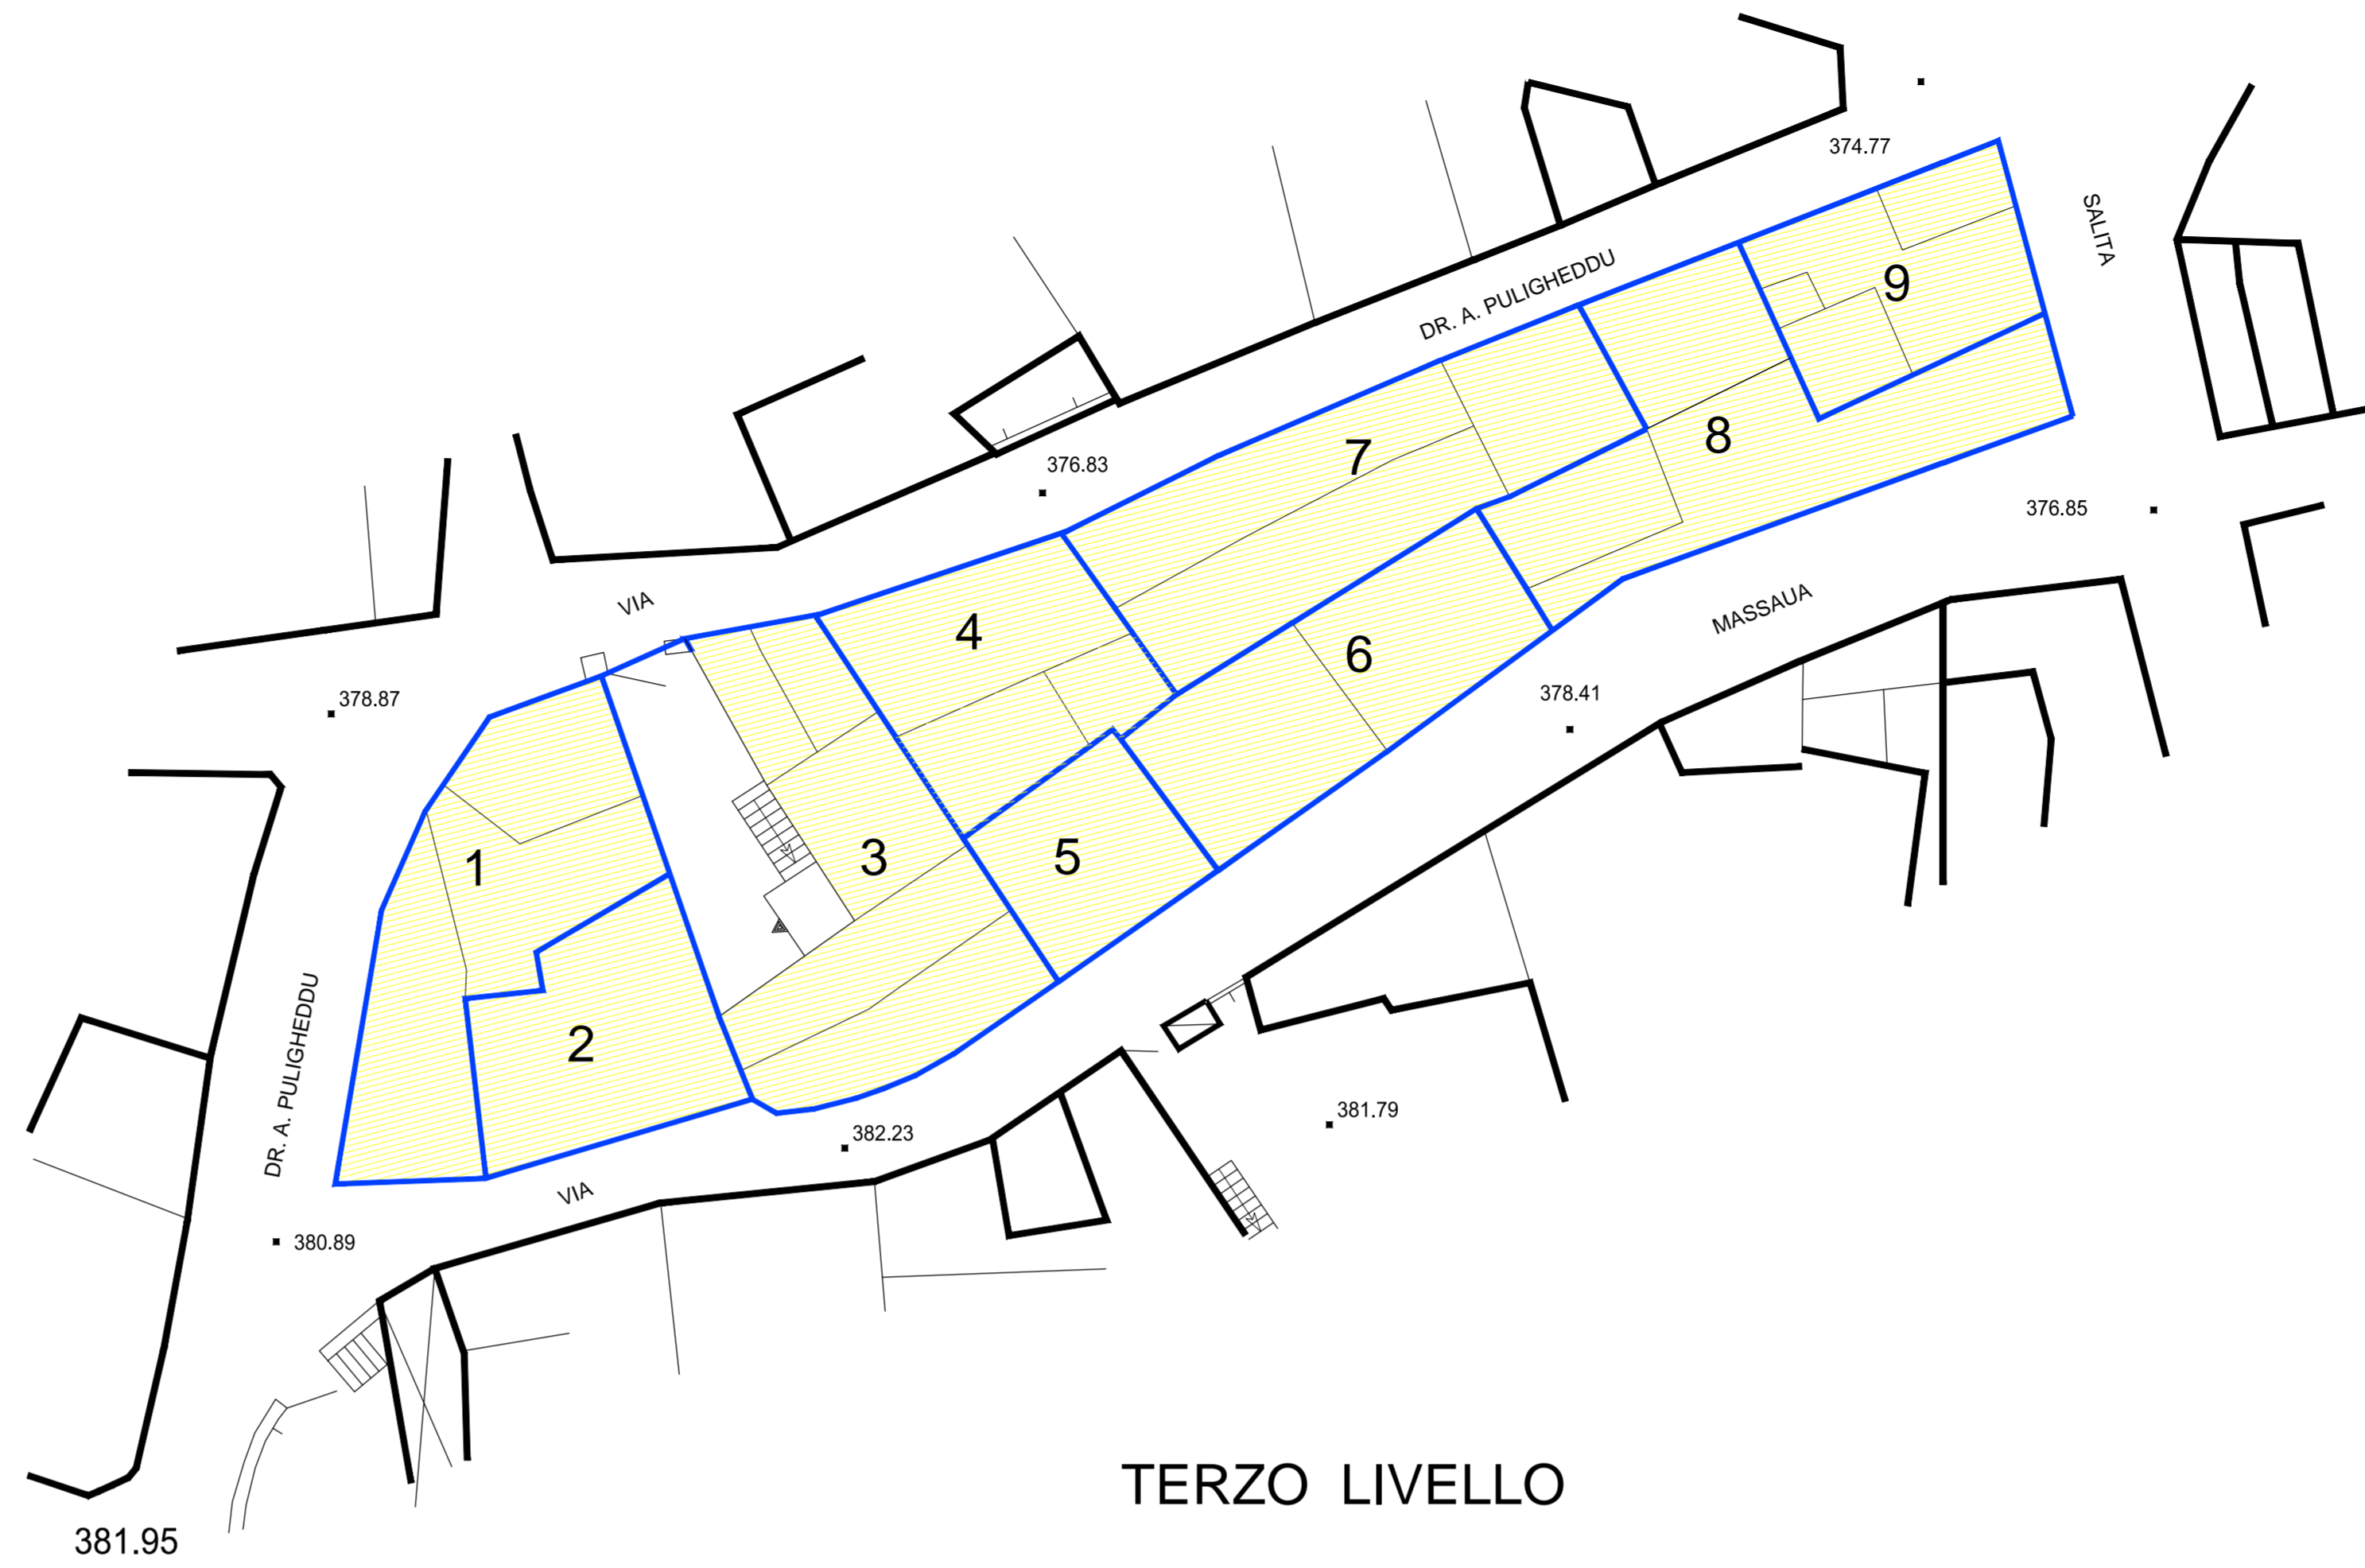 374.77
SALITA
DR. A. PULIGHEDDU
9
8
7
376.83
376.85
VIA
MASSAUA
4
6
378.87
378.41
1
3
5
DR. A. PULIGHEDDU
2
381.79
382.23
VIA
380.89
TERZO LIVELLO
381.95